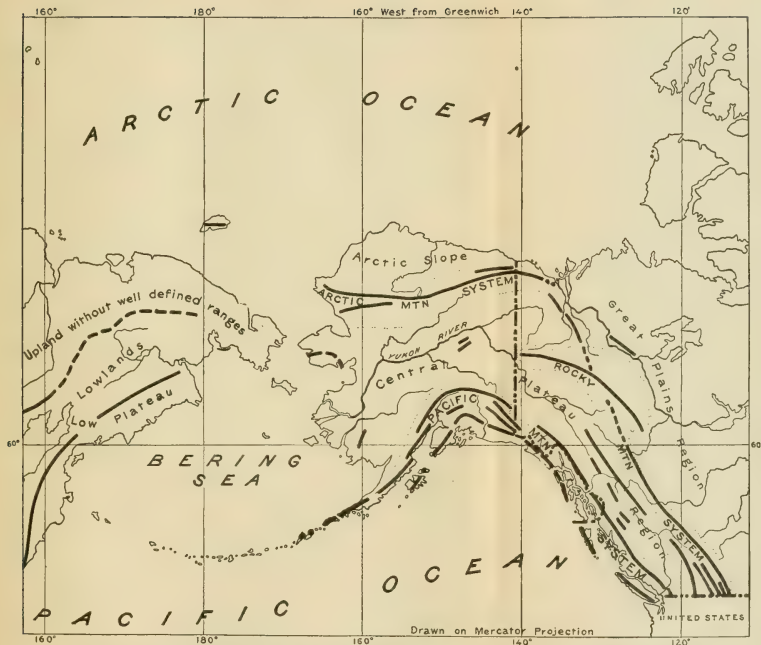 160° 180° 160° West from Greenwich 140° 120°
ARCTIC OCEAN
Arctic Slope
ARCTIC MTN SYSTEM
Upland without well defined ranges
Great Plains Region
YUKON RIVER
Lowlands
Central Plateau Region
ROCKY MTN SYSTEM
Low Plateau
PACIFIC MTN SYSTEM
60° 60°
BERING
SEA
PACIFIC OCEAN
UNITED STATES
Drawn on Mercator Projection
160° 180° 160° 140° 120°